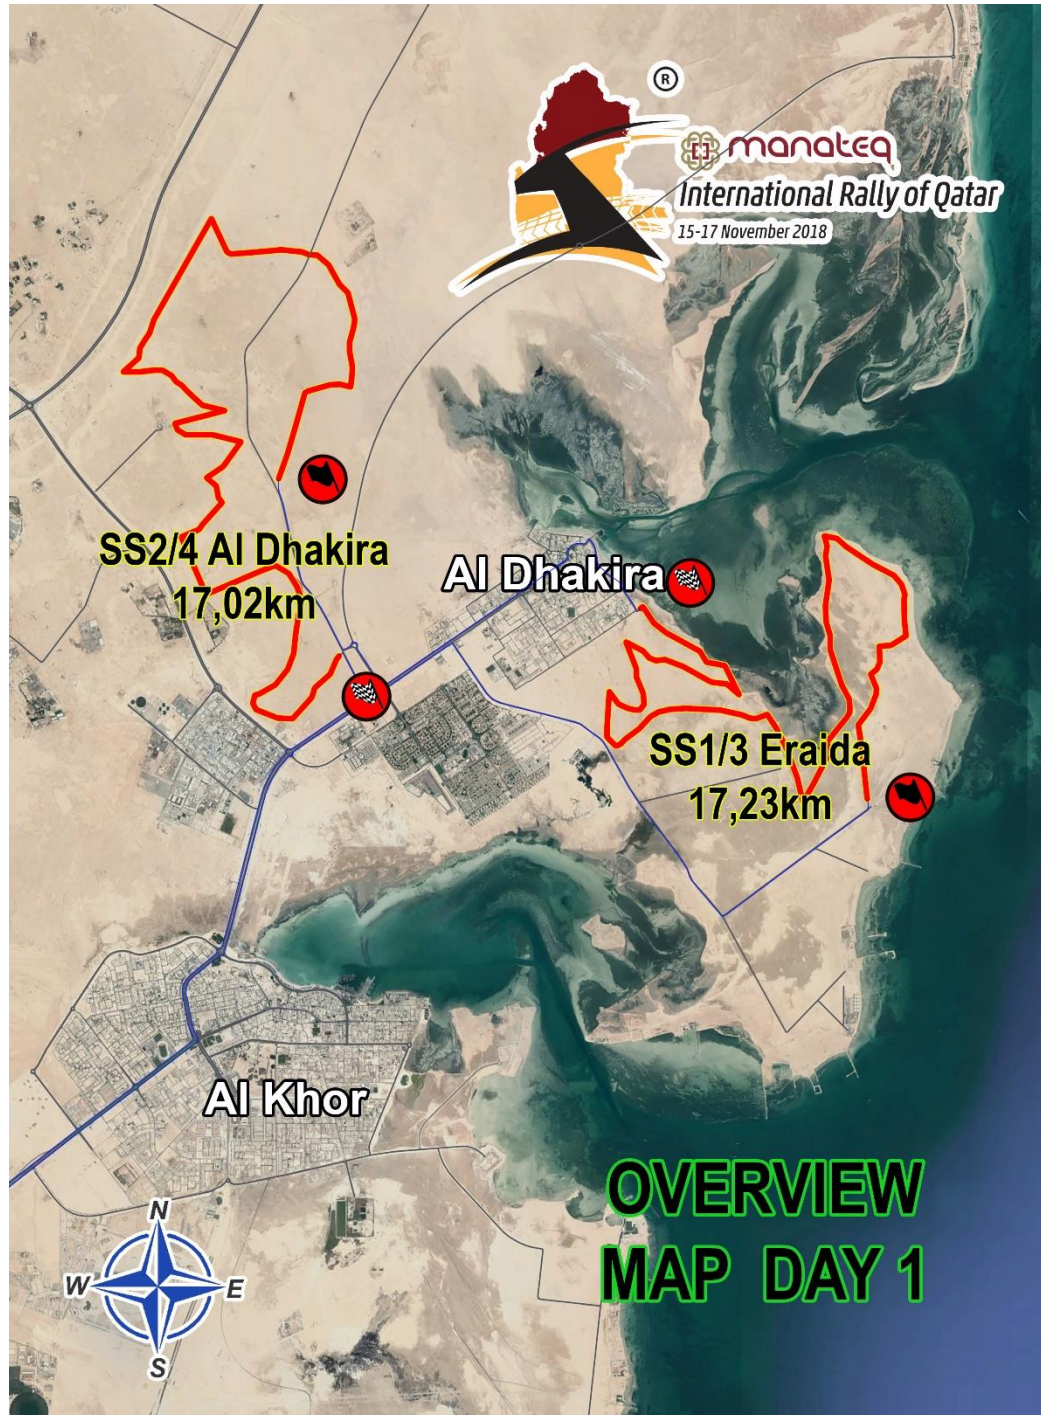 ®
manateq
International Rally of Qatar
15-17 November 2018
SS2/4 Al Dhakira
17,02km
Al Dhakira
SS1/3 Eraida
17,23km
Al Khor
OVERVIEW
MAP DAY 1
N
W
E
S